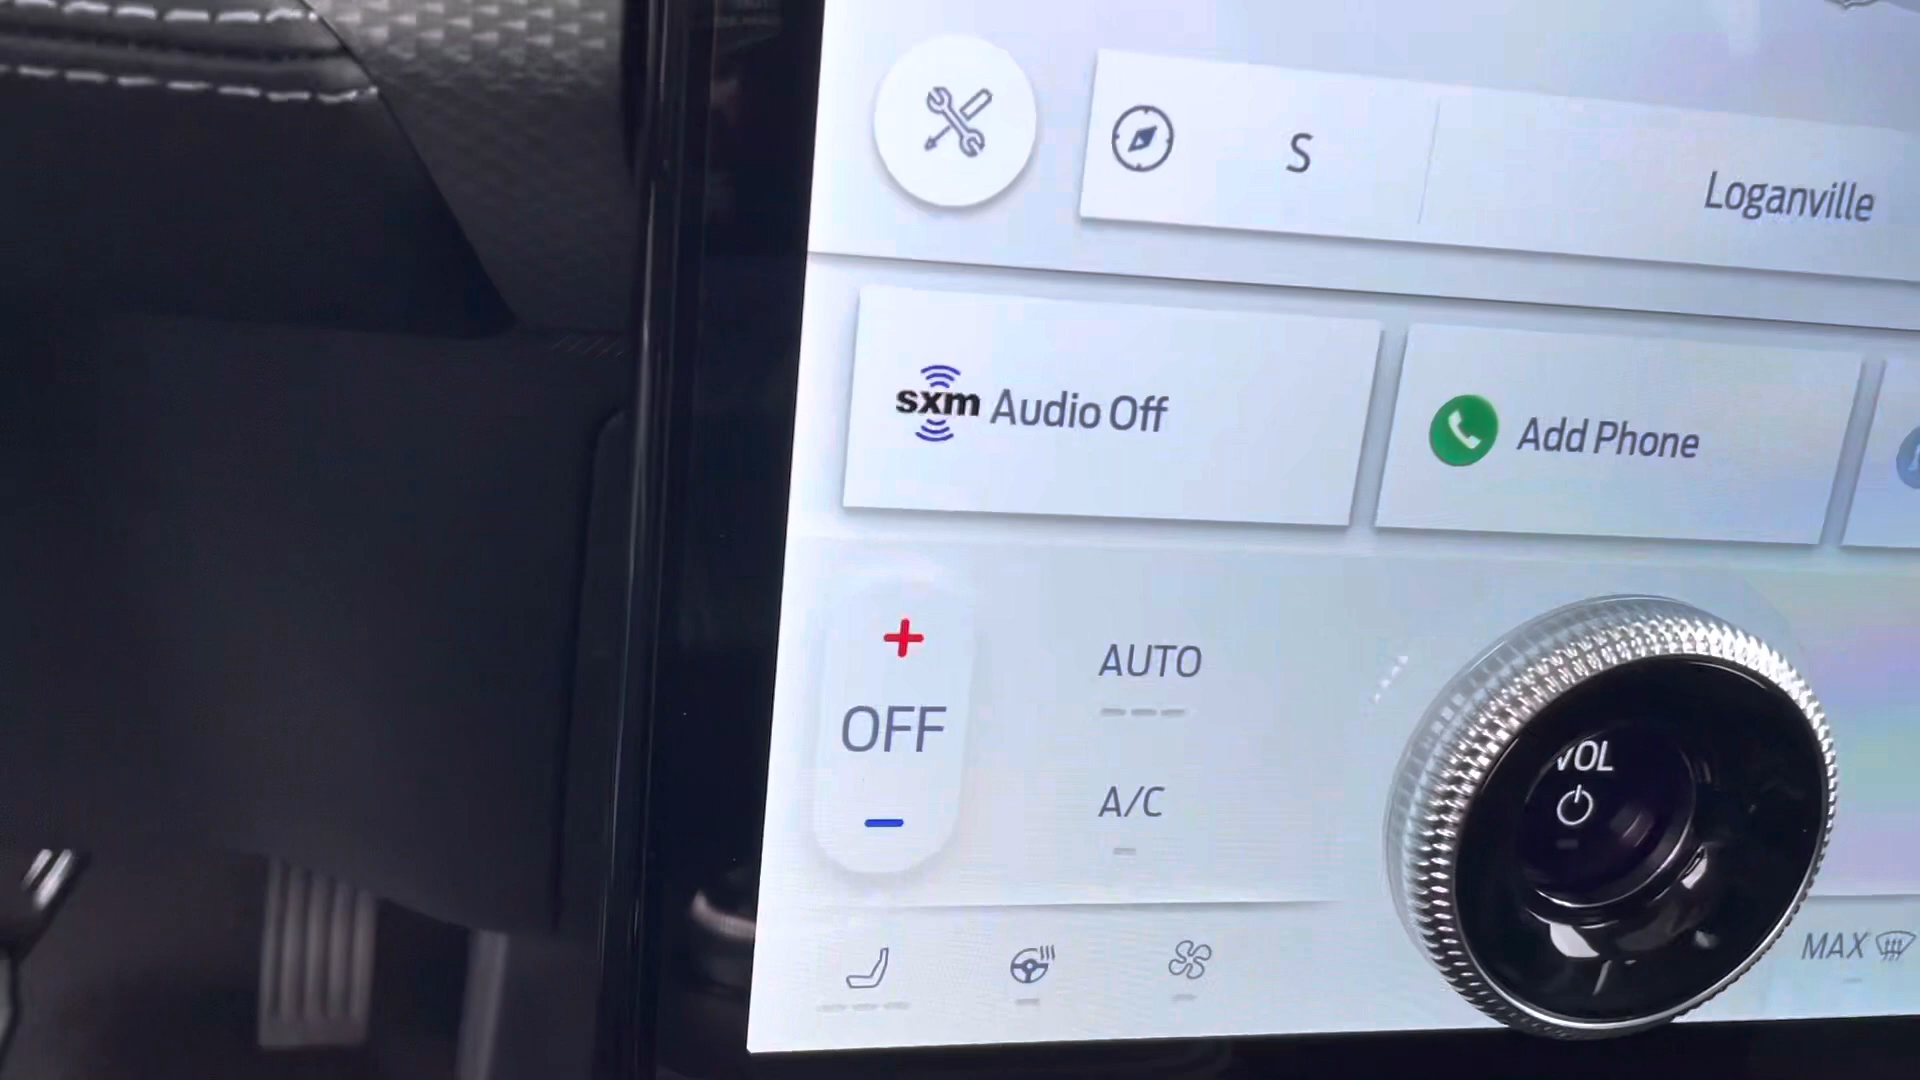 S
Loganville
sxm Audio Off
Add Phone
AUTO
OFF
A/C
VOL
MAX